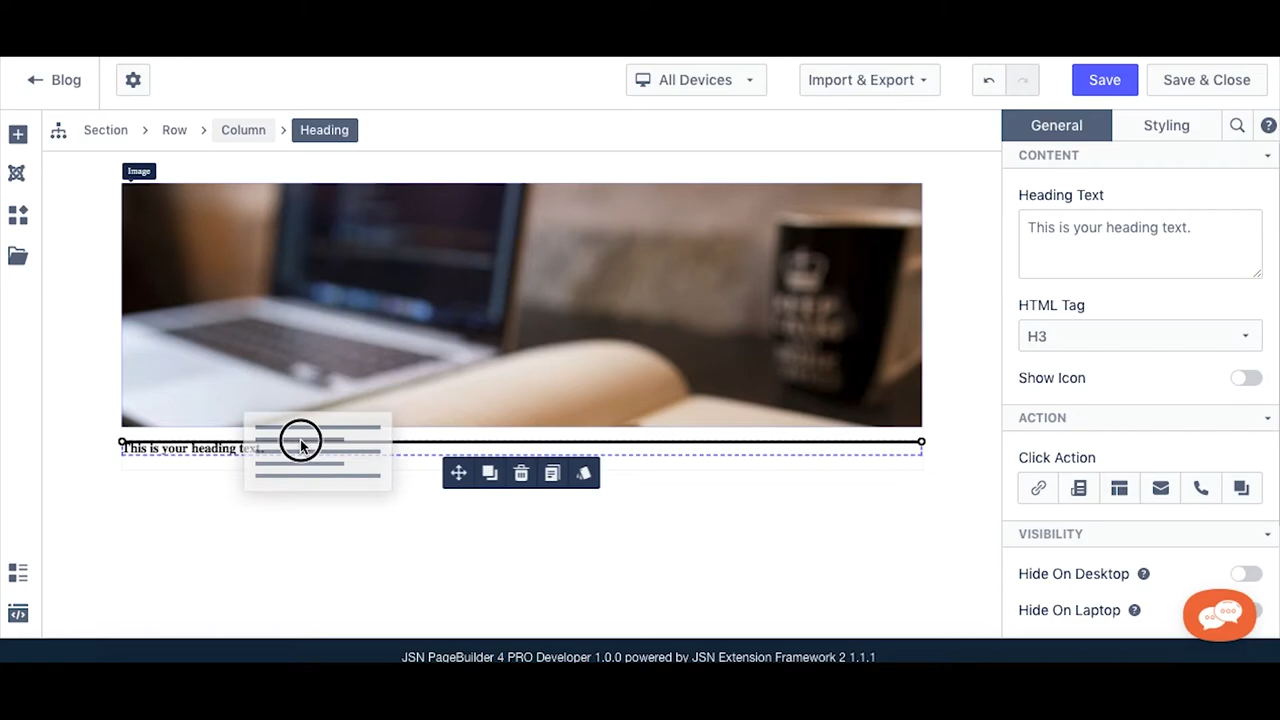 Blog
All Devices
Import & Export
Save
Save & Close
Section
Row
Column
Heading
General
Styling
CONTENT
Image
Heading Text
This is your heading text.
HTML Tag
H3
Show Icon
ACTION
This is your heading text.
Click Action
VISIBILITY
Hide On Desktop
Hide On Laptop
JSN PageBuilder 4 PRO Developer 1.0.0 powered by JSN Extension Framework 2 1.1.1